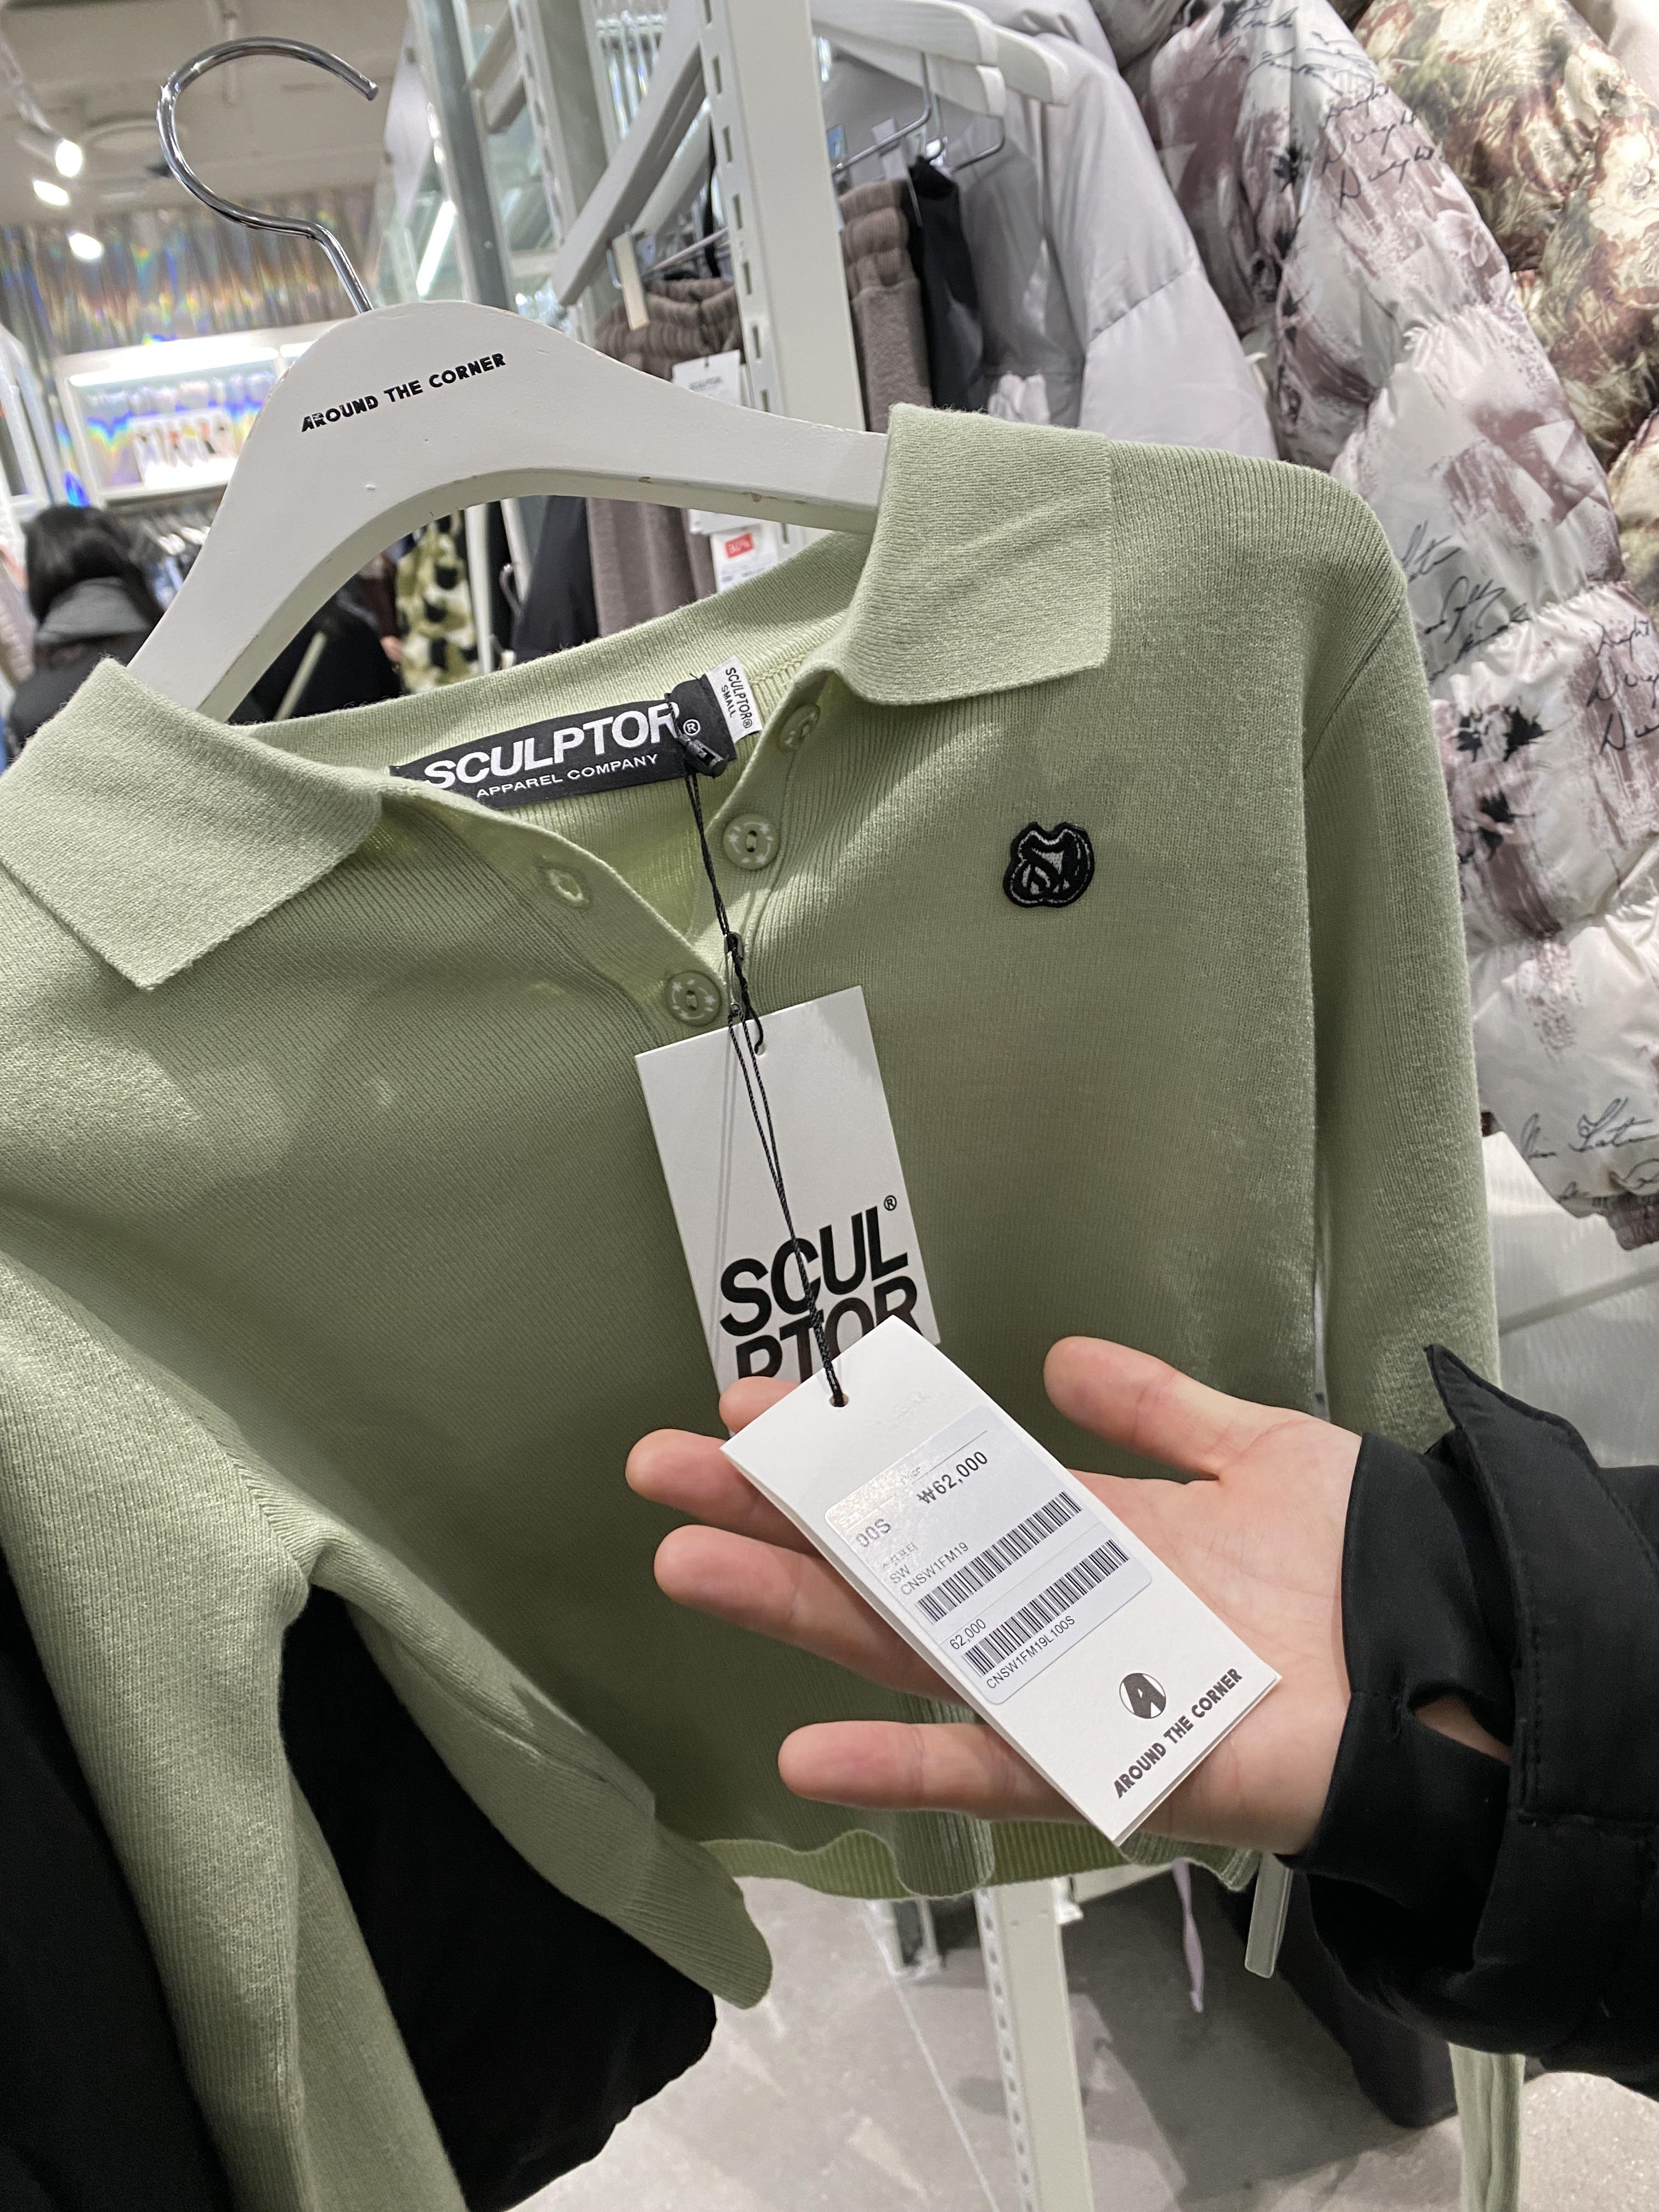 AROUND THE CORNER
SCULPTOR®
APPAREL COMPANY
SCULPTOR®
SMALL
SCUL®
PTOR
₩62,000
00S
SW
CNSW1FM19
62,000
CNSW1FM19L100S
A
AROUND THE CORNER